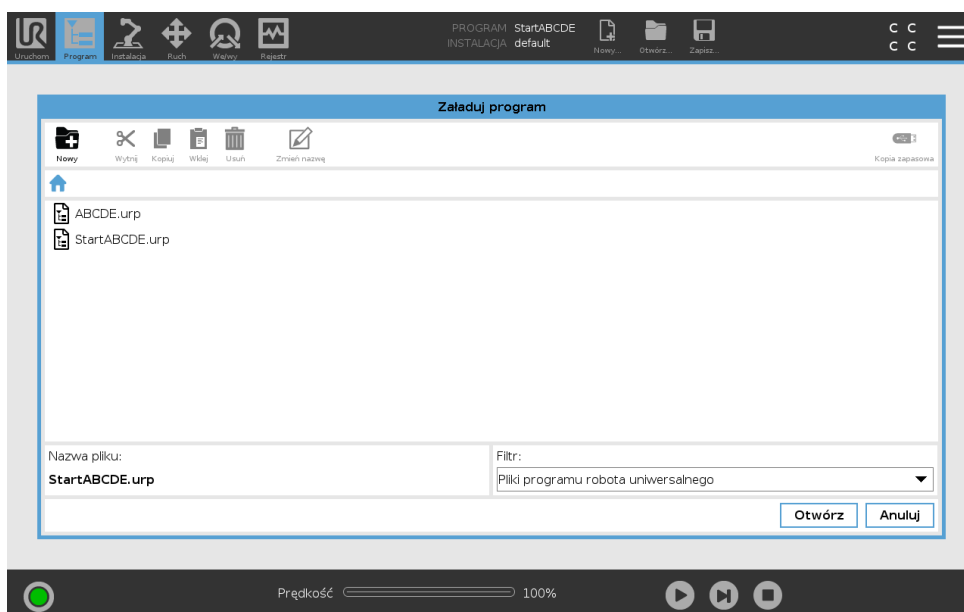 UR
PROGRAM StartABCDE
INSTALACJA default
Uruchom Program Instalacja Ruch We/wy Rejestr Nowy... Otwórz... Zapisz...
C C
C C
Załaduj program
Nowy Wytnij Kopiuj Wklej Usuń Zmień nazwę Kopia zapasowa
ABCDE.urp
StartABCDE.urp
Nazwa pliku: Filtr:
StartABCDE.urp Pliki programu robota uniwersalnego
Otwórz Anuluj
Prędkość 100%